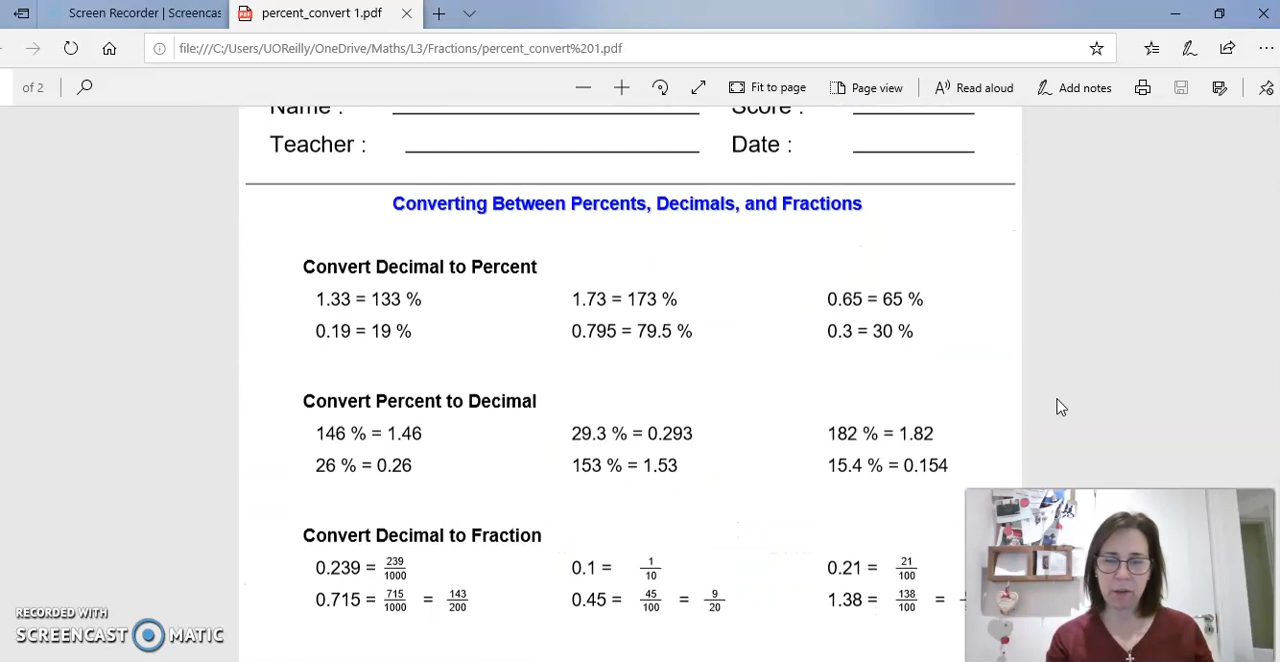 Screen Recorder | Screencas
percent_convert 1.pdf
file:///C:/Users/UOReilly/OneDrive/Maths/L3/Fractions/percent_convert%201.pdf
of 2 Fit to page Page view Read aloud Add notes
Name : Score :
Teacher : Date :
Converting Between Percents, Decimals, and Fractions
Convert Decimal to Percent
1.33 = 133 % 1.73 = 173 % 0.65 = 65 %
0.19 = 19 % 0.795 = 79.5 % 0.3 = 30 %
Convert Percent to Decimal
146 % = 1.46 29.3 % = 0.293 182 % = 1.82
26 % = 0.26 153 % = 1.53 15.4 % = 0.154
Convert Decimal to Fraction
0.239 = 239/1000 0.1 = 1/10 0.21 = 21/100
0.715 = 715/1000 = 143/200 0.45 = 45/100 = 9/20 1.38 = 138/100 =
RECORDED WITH
SCREENCAST MATIC